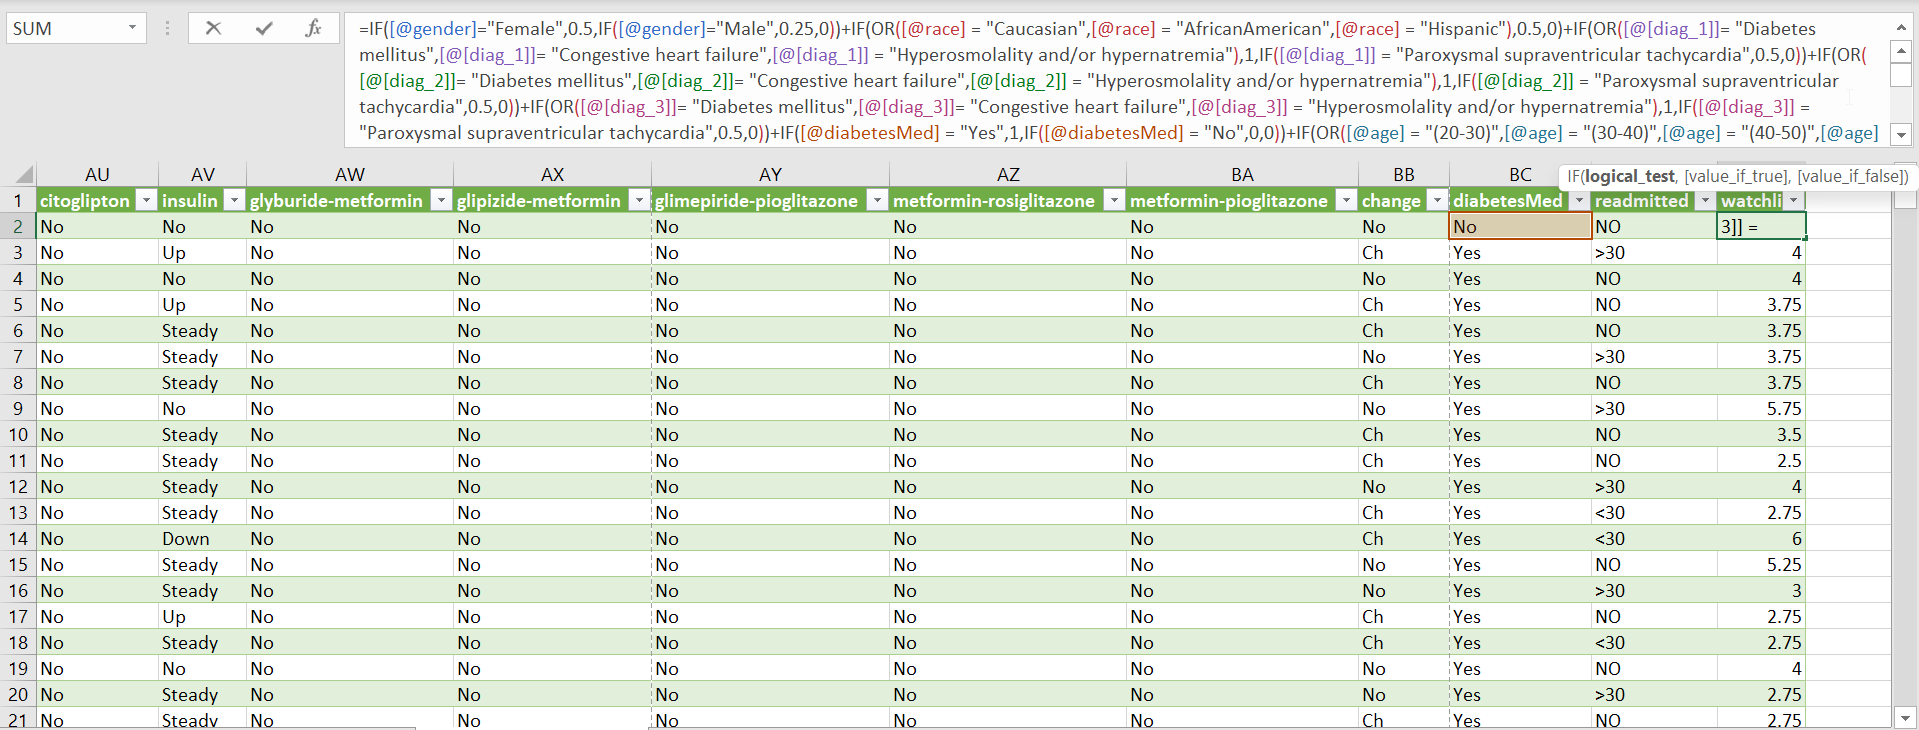 SUM
fx
=IF([@gender]="Female",0.5,IF([@gender]="Male",0.25,0))+IF(OR([@race] = "Caucasian",[@race] = "AfricanAmerican",[@race] = "Hispanic"),0.5,0)+IF(OR([@[diag_1]]= "Diabetes
mellitus",[@[diag_1]]= "Congestive heart failure",[@[diag_1]] = "Hyperosmolality and/or hypernatremia"),1,IF([@[diag_1]] = "Paroxysmal supraventricular tachycardia",0.5,0))+IF(OR(
[@[diag_2]]= "Diabetes mellitus",[@[diag_2]]= "Congestive heart failure",[@[diag_2]] = "Hyperosmolality and/or hypernatremia"),1,IF([@[diag_2]] = "Paroxysmal supraventricular
tachycardia",0.5,0))+IF(OR([@[diag_3]]= "Diabetes mellitus",[@[diag_3]]= "Congestive heart failure",[@[diag_3]] = "Hyperosmolality and/or hypernatremia"),1,IF([@[diag_3]] =
"Paroxysmal supraventricular tachycardia",0.5,0))+IF([@diabetesMed] = "Yes",1,IF([@diabetesMed] = "No",0,0))+IF(OR([@age] = "(20-30)",[@age] = "(30-40)",[@age] = "(40-50)",[@age]
AU AV AW AX AY AZ BA BB BC
IF(logical_test, [value_if_true], [value_if_false])
1 citoglipton insulin glyburide-metformin glipizide-metformin glimepiride-pioglitazone metformin-rosiglitazone metformin-pioglitazone change diabetesMed readmitted watchli
2 No No No No No No No No No NO 3]] =
3 No Up No No No No No Ch Yes >30 4
4 No No No No No No No No Yes NO 4
5 No Up No No No No No Ch Yes NO 3.75
6 No Steady No No No No No Ch Yes NO 3.75
7 No Steady No No No No No No Yes >30 3.75
8 No Steady No No No No No Ch Yes NO 3.75
9 No No No No No No No No Yes >30 5.75
10 No Steady No No No No No Ch Yes NO 3.5
11 No Steady No No No No No Ch Yes NO 2.5
12 No Steady No No No No No No Yes >30 4
13 No Steady No No No No No Ch Yes <30 2.75
14 No Down No No No No No Ch Yes <30 6
15 No Steady No No No No No No Yes NO 5.25
16 No Steady No No No No No No Yes >30 3
17 No Up No No No No No Ch Yes NO 2.75
18 No Steady No No No No No Ch Yes <30 2.75
19 No No No No No No No No Yes NO 4
20 No Steady No No No No No No Yes >30 2.75
21 No Steady No No No No No Ch Yes NO 2.75